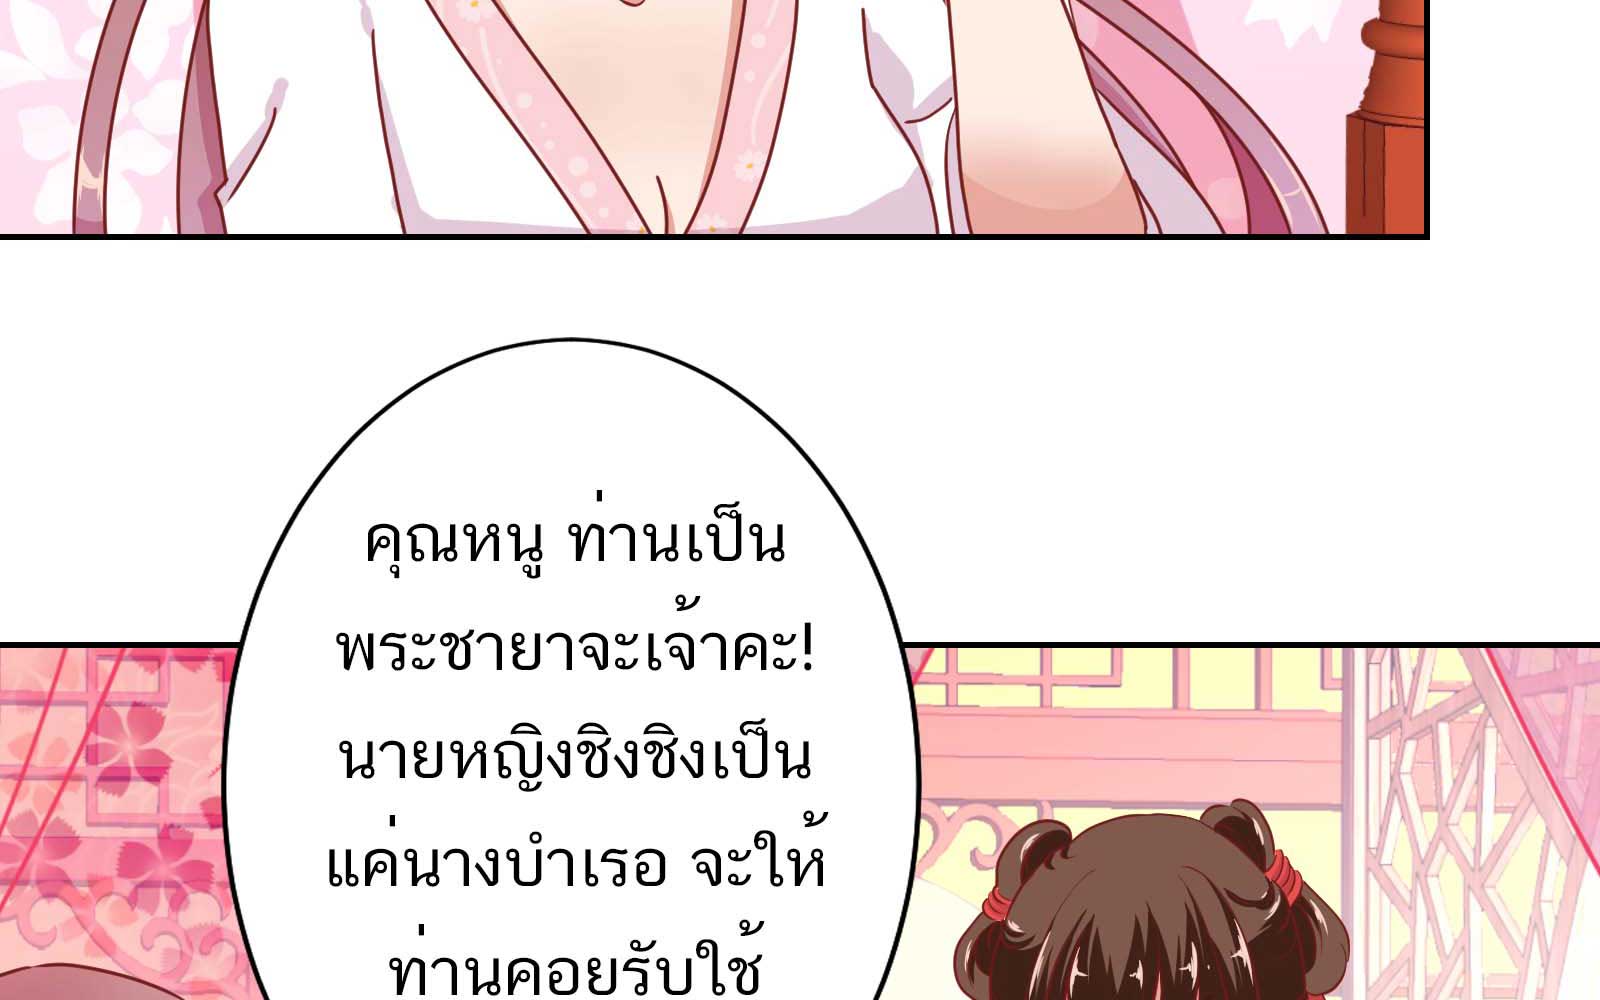 คุณหนู ท่านเป็น
พระชายาจะเจ้าคะ!
นายหญิงชิงชิงเป็น
แค่นางบำเรอ จะให้
ท่านคอยรับใช้